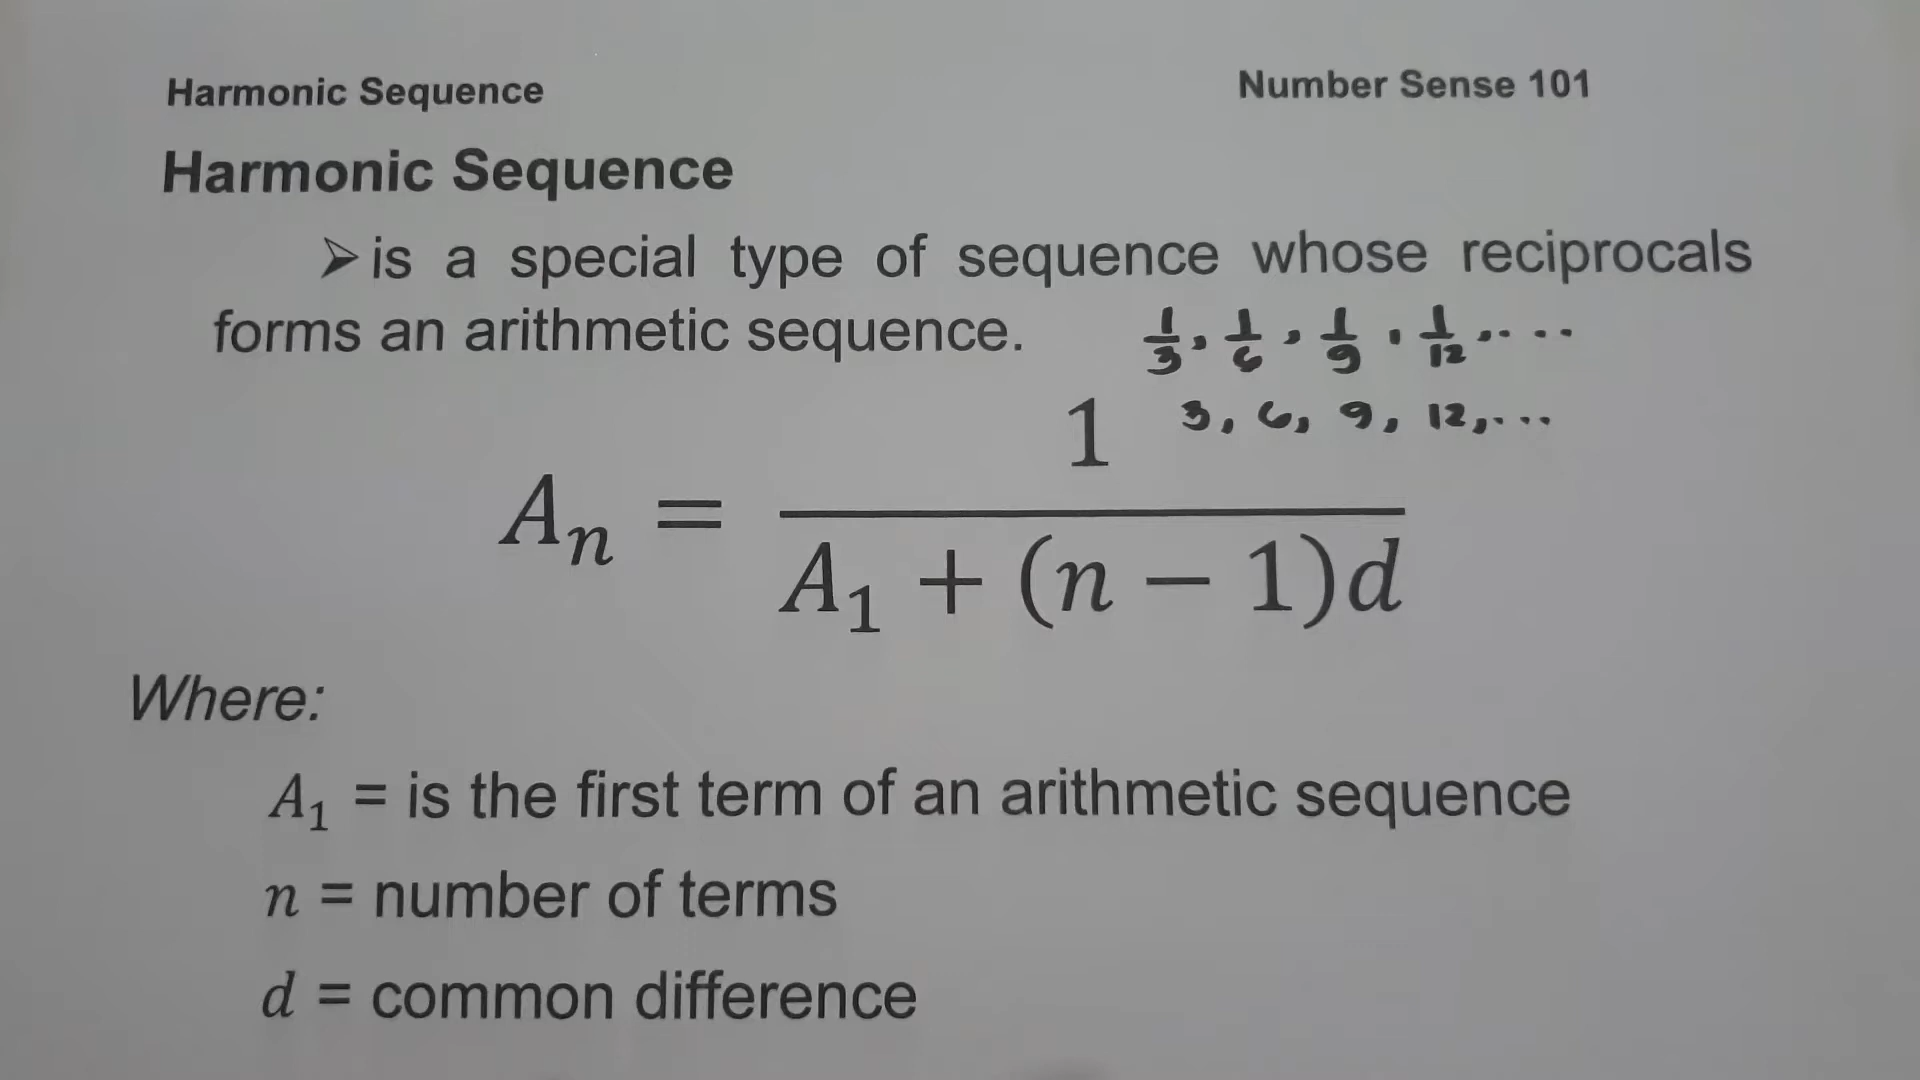 Harmonic Sequence
Number Sense 101
Harmonic Sequence
➢ is a special type of sequence whose reciprocals
forms an arithmetic sequence.
1/3, 1/6, 1/9, 1/12, ...
3, 6, 9, 12, ...
Aₙ = 1 / (A₁ + (n − 1)d)
Where:
A₁ = is the first term of an arithmetic sequence
n = number of terms
d = common difference